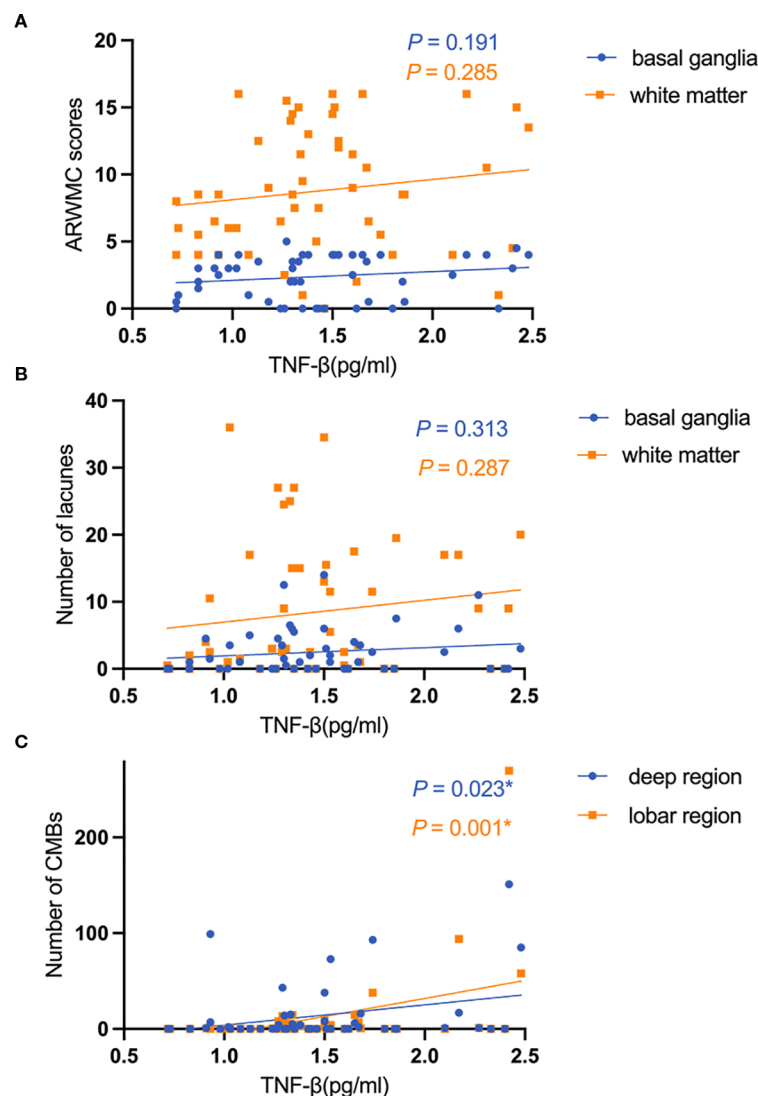 A
P = 0.191
P = 0.285
basal ganglia
white matter
ARWMC scores
20
15
10
5
0
0.5 1.0 1.5 2.0 2.5
TNF-β(pg/ml)
B
P = 0.313
P = 0.287
basal ganglia
white matter
Number of lacunes
40
30
20
10
0
0.5 1.0 1.5 2.0 2.5
TNF-β(pg/ml)
C
P = 0.023*
P = 0.001*
deep region
lobar region
Number of CMBs
200
100
0
0.5 1.0 1.5 2.0 2.5
TNF-β(pg/ml)